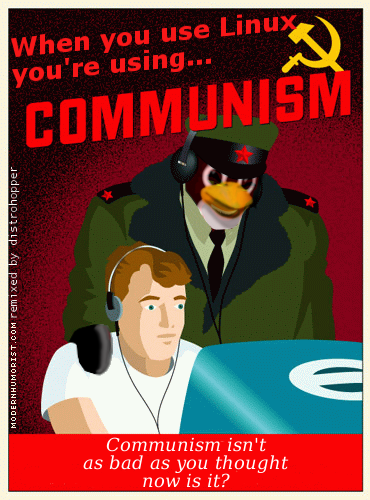 When you use Linux
you're using...
COMMUNISM
MODERNHUMORIST.COM remixed by distrohopper
Communism isn't
as bad as you thought
now is it?